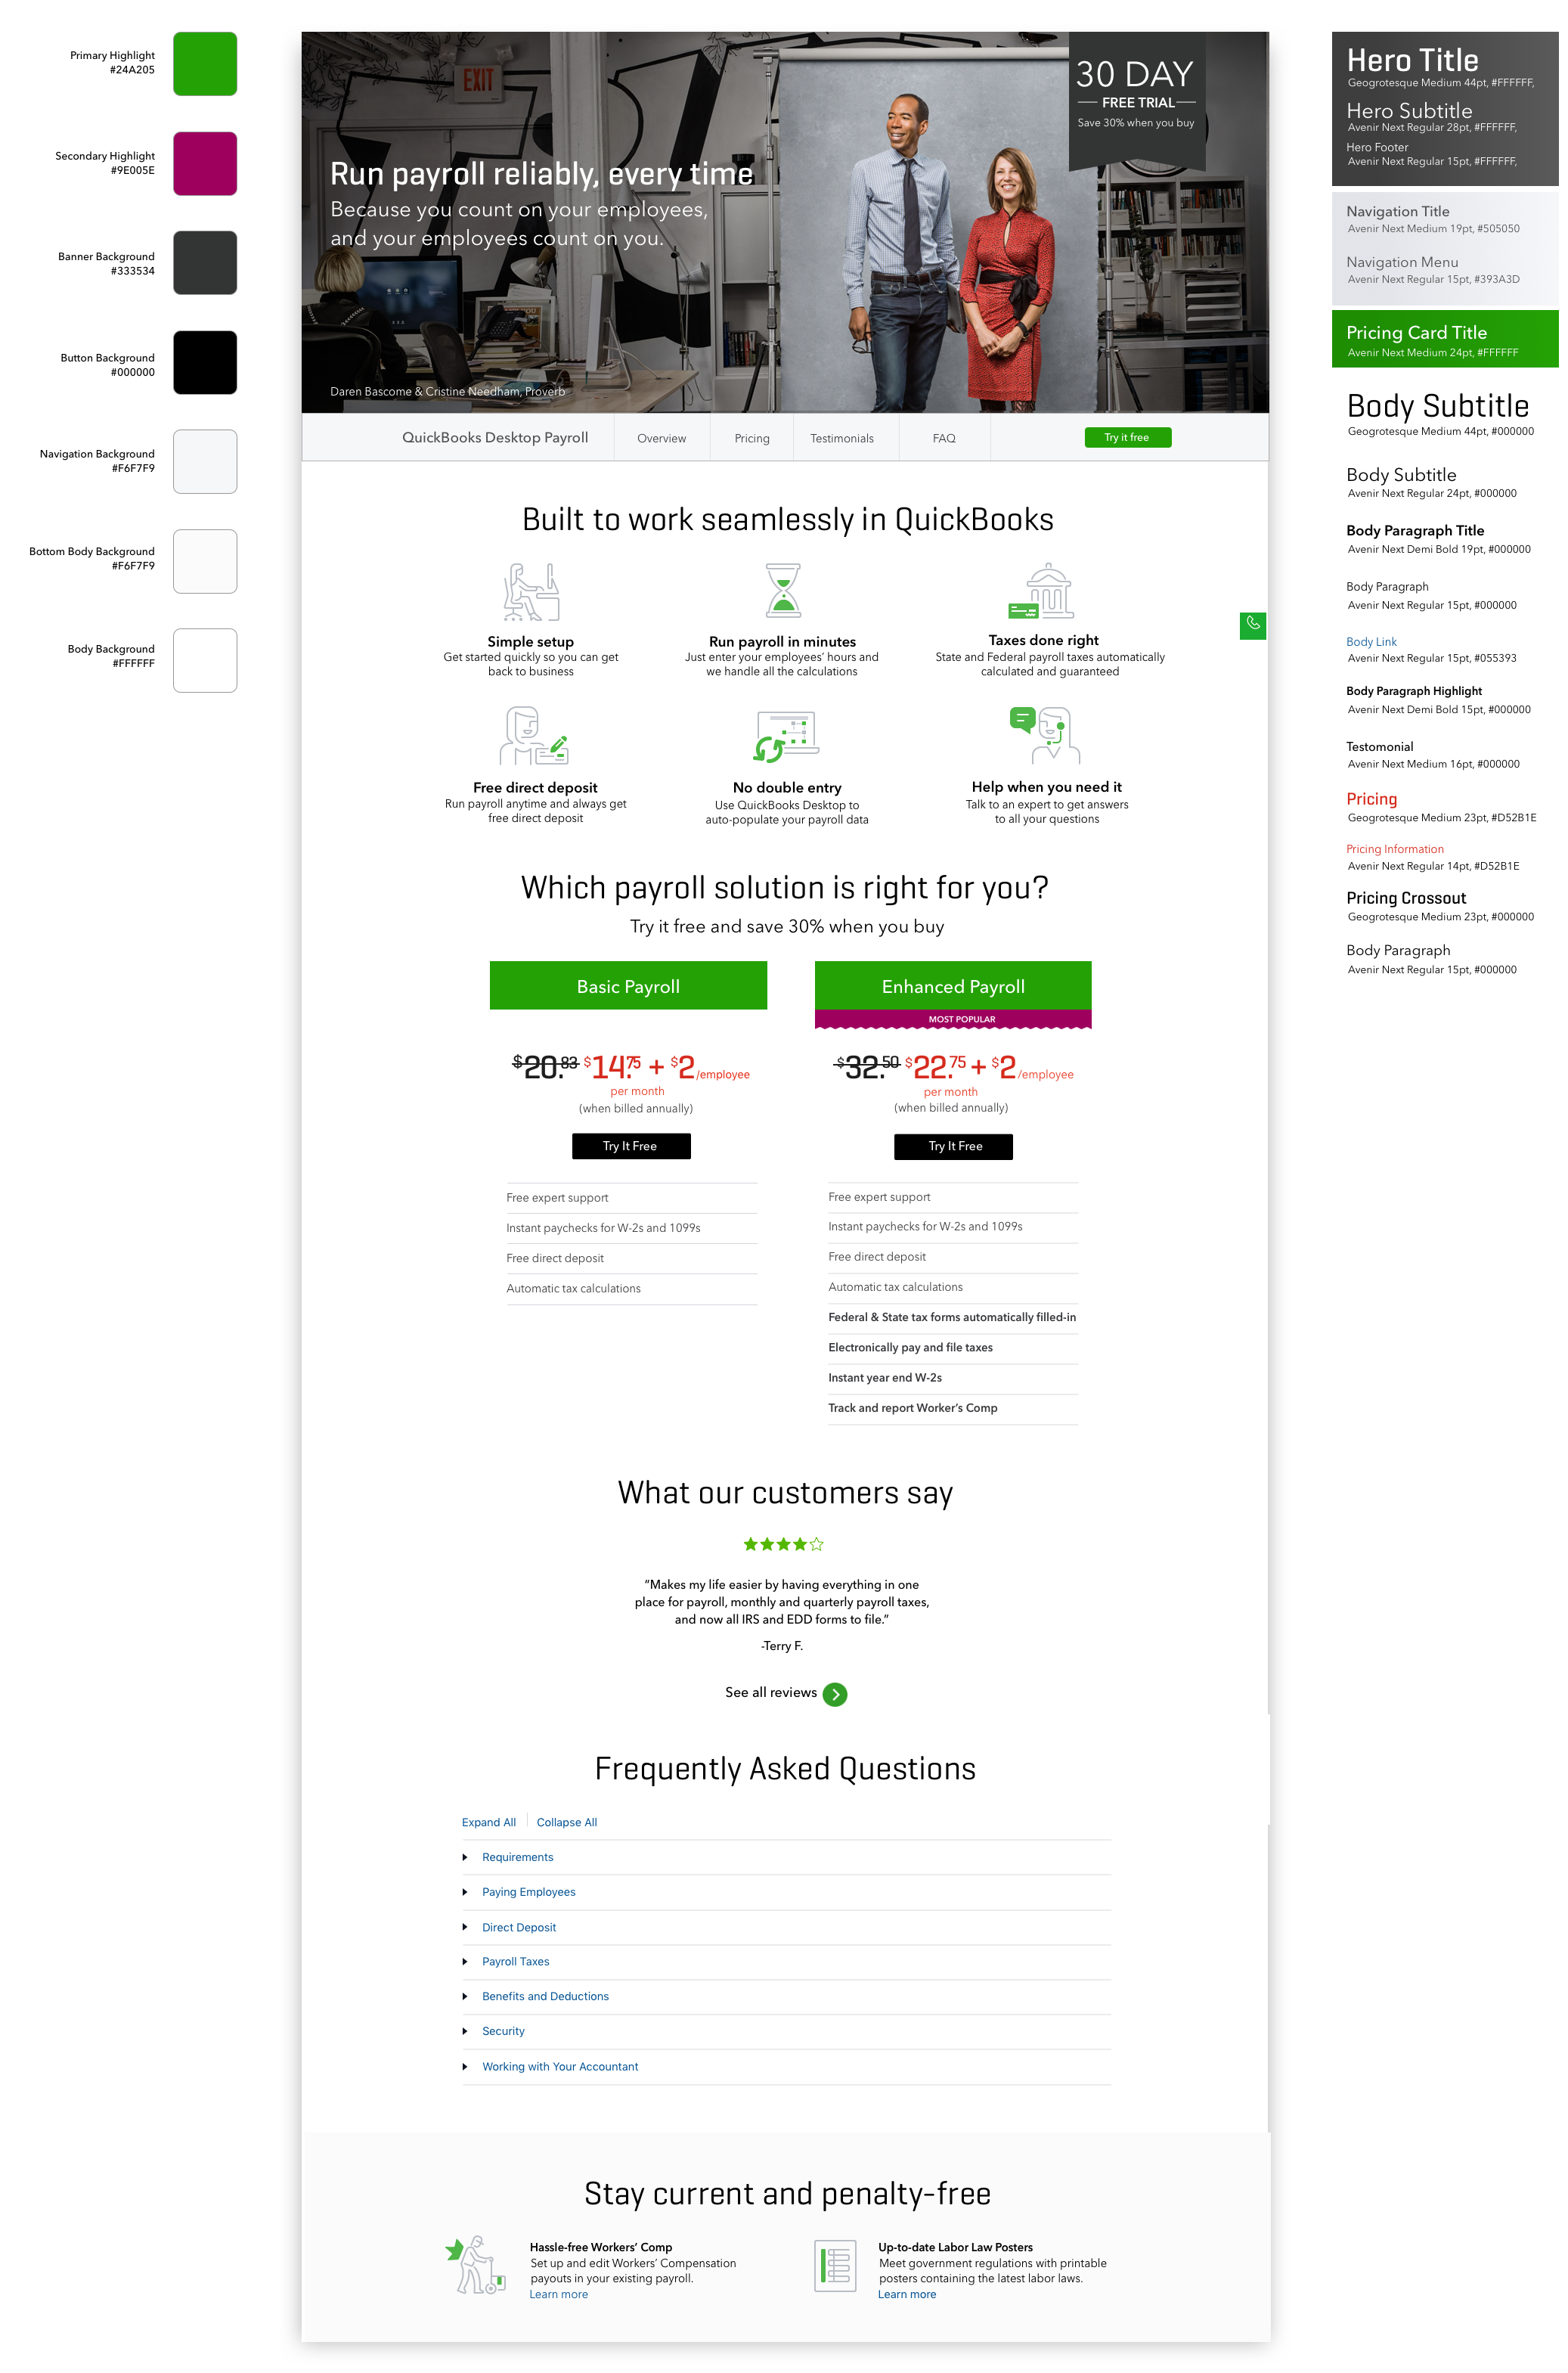 Primary Highlight
#24A205
Secondary Highlight
#9E005E
Banner Background
#333534
Button Background
#000000
Navigation Background
#F6F7F9
Bottom Body Background
#F6F7F9
Body Background
#FFFFFF
EXIT
30 DAY
FREE TRIAL
Save 30% when you buy
Run payroll reliably, every time
Because you count on your employees,
and your employees count on you.
Daren Bascome & Cristine Needham, Proverb
QuickBooks Desktop Payroll
Overview
Pricing
Testimonials
FAQ
Try it free
Built to work seamlessly in QuickBooks
Simple setup
Get started quickly so you can get
back to business
Run payroll in minutes
Just enter your employees' hours and
we handle all the calculations
Taxes done right
State and Federal payroll taxes automatically
calculated and guaranteed
Free direct deposit
Run payroll anytime and always get
free direct deposit
No double entry
Use QuickBooks Desktop to
auto-populate your payroll data
Help when you need it
Talk to an expert to get answers
to all your questions
Which payroll solution is right for you?
Try it free and save 30% when you buy
Basic Payroll
$20.83 $14.75 + $2 /employee
per month
(when billed annually)
Try It Free
Free expert support
Instant paychecks for W-2s and 1099s
Free direct deposit
Automatic tax calculations
Enhanced Payroll
MOST POPULAR
$32.50 $22.75 + $2 /employee
per month
(when billed annually)
Try It Free
Free expert support
Instant paychecks for W-2s and 1099s
Free direct deposit
Automatic tax calculations
Federal & State tax forms automatically filled-in
Electronically pay and file taxes
Instant year end W-2s
Track and report Worker's Comp
What our customers say
"Makes my life easier by having everything in one
place for payroll, monthly and quarterly payroll taxes,
and now all IRS and EDD forms to file."
-Terry F.
See all reviews
Frequently Asked Questions
Expand All
Collapse All
Requirements
Paying Employees
Direct Deposit
Payroll Taxes
Benefits and Deductions
Security
Working with Your Accountant
Stay current and penalty-free
Hassle-free Workers' Comp
Set up and edit Workers' Compensation
payouts in your existing payroll.
Learn more
Up-to-date Labor Law Posters
Meet government regulations with printable
posters containing the latest labor laws.
Learn more
Hero Title
Geogrotesque Medium 44pt, #FFFFFF,
Hero Subtitle
Avenir Next Regular 28pt, #FFFFFF,
Hero Footer
Avenir Next Regular 15pt, #FFFFFF,
Navigation Title
Avenir Next Medium 19pt, #505050
Navigation Menu
Avenir Next Regular 15pt, #393A3D
Pricing Card Title
Avenir Next Medium 24pt, #FFFFFF
Body Subtitle
Geogrotesque Medium 44pt, #000000
Body Subtitle
Avenir Next Regular 24pt, #000000
Body Paragraph Title
Avenir Next Demi Bold 19pt, #000000
Body Paragraph
Avenir Next Regular 15pt, #000000
Body Link
Avenir Next Regular 15pt, #055393
Body Paragraph Highlight
Avenir Next Demi Bold 15pt, #000000
Testomonial
Avenir Next Medium 16pt, #000000
Pricing
Geogrotesque Medium 23pt, #D52B1E
Pricing Information
Avenir Next Regular 14pt, #D52B1E
Pricing Crossout
Geogrotesque Medium 23pt, #000000
Body Paragraph
Avenir Next Regular 15pt, #000000